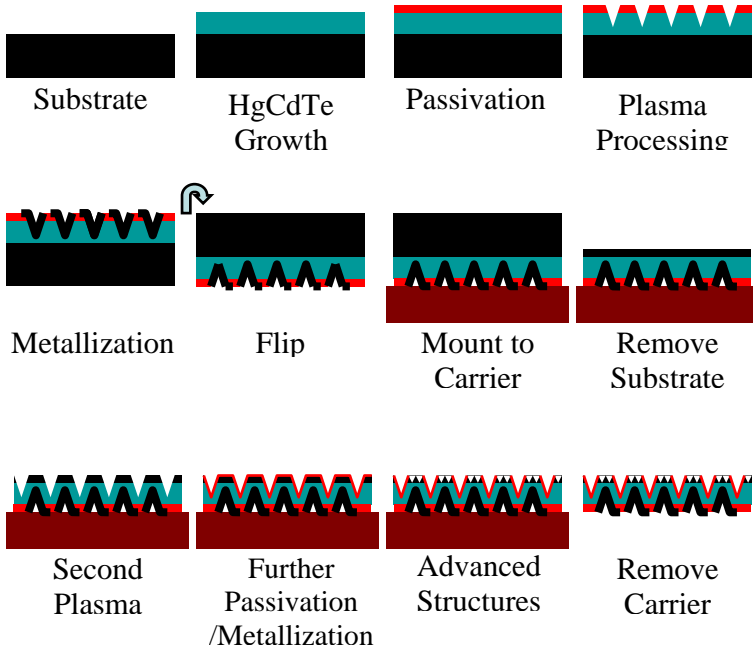 Substrate
HgCdTe
Growth
Passivation
Plasma
Processing
Metallization
Flip
Mount to
Carrier
Remove
Substrate
Second
Plasma
Further
Passivation
/Metallization
Advanced
Structures
Remove
Carrier